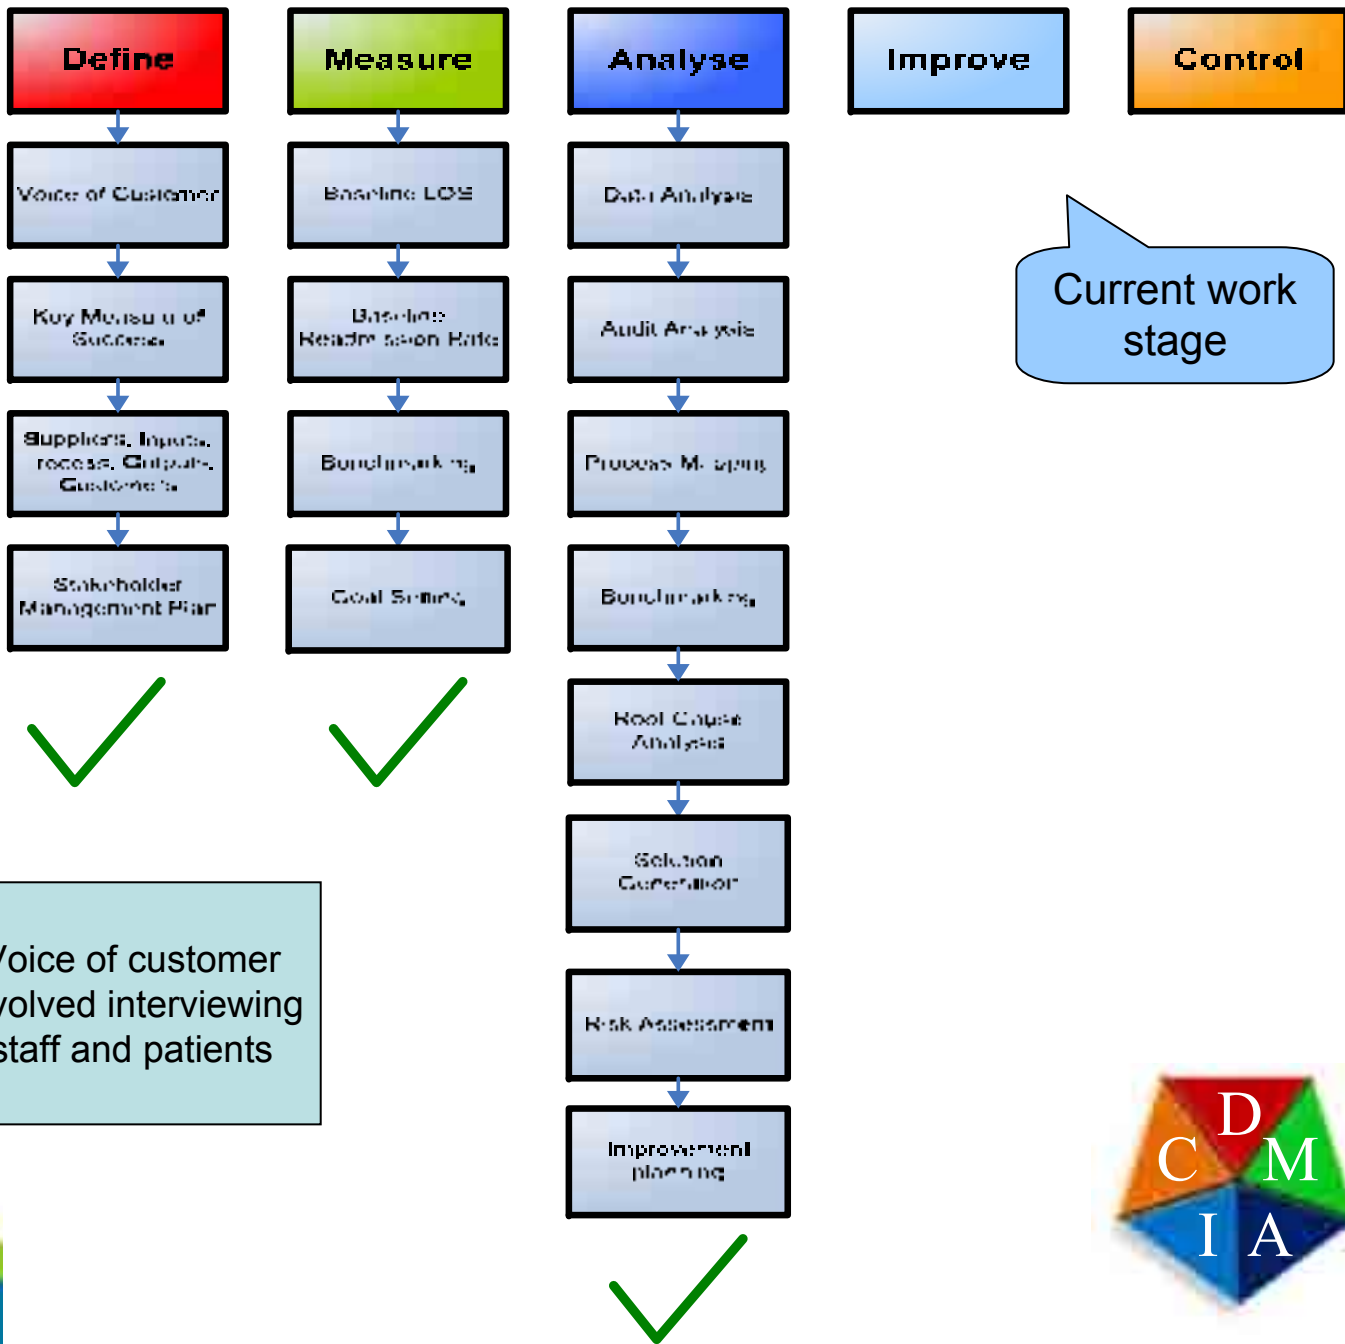 Define
Measure
Analyse
Improve
Control
Voice of Customer
Key Measure of
Success
Suppliers, Inputs,
rocess, Outputs,
Customers
Stakeholder
Management Plan
Baseline LOS
Baseline
Readmission Rate
Benchmarking
Goal Setting
Data Analysis
Audit Analysis
Process Mapping
Benchmarking
Root Cause
Analysis
Solution
Generation
Risk Assessment
Improvement
planning
Current work
stage
Voice of customer
volved interviewing
staff and patients
D
C
M
I
A